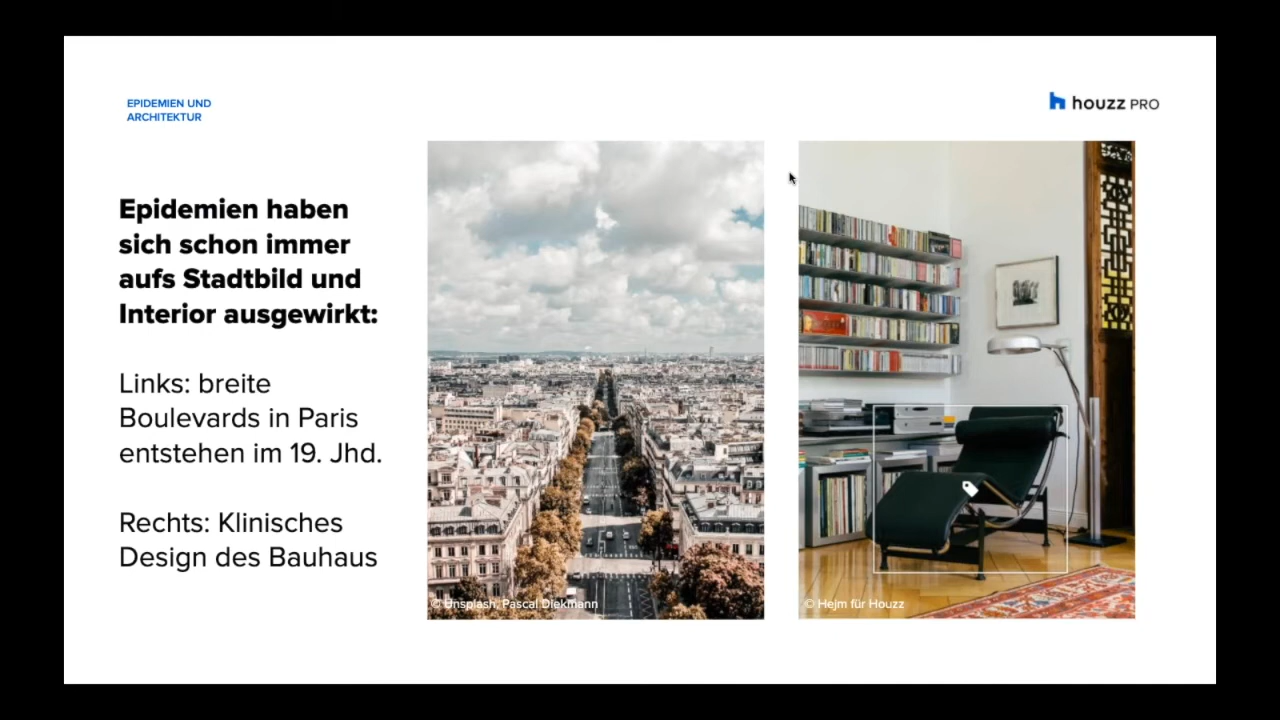 EPIDEMIEN UND
ARCHITEKTUR
houzz PRO
Epidemien haben
sich schon immer
aufs Stadtbild und
Interior ausgewirkt:
Links: breite
Boulevards in Paris
entstehen im 19. Jhd.
Rechts: Klinisches
Design des Bauhaus
© Unsplash, Pascal Diekmann
© Hejm für Houzz